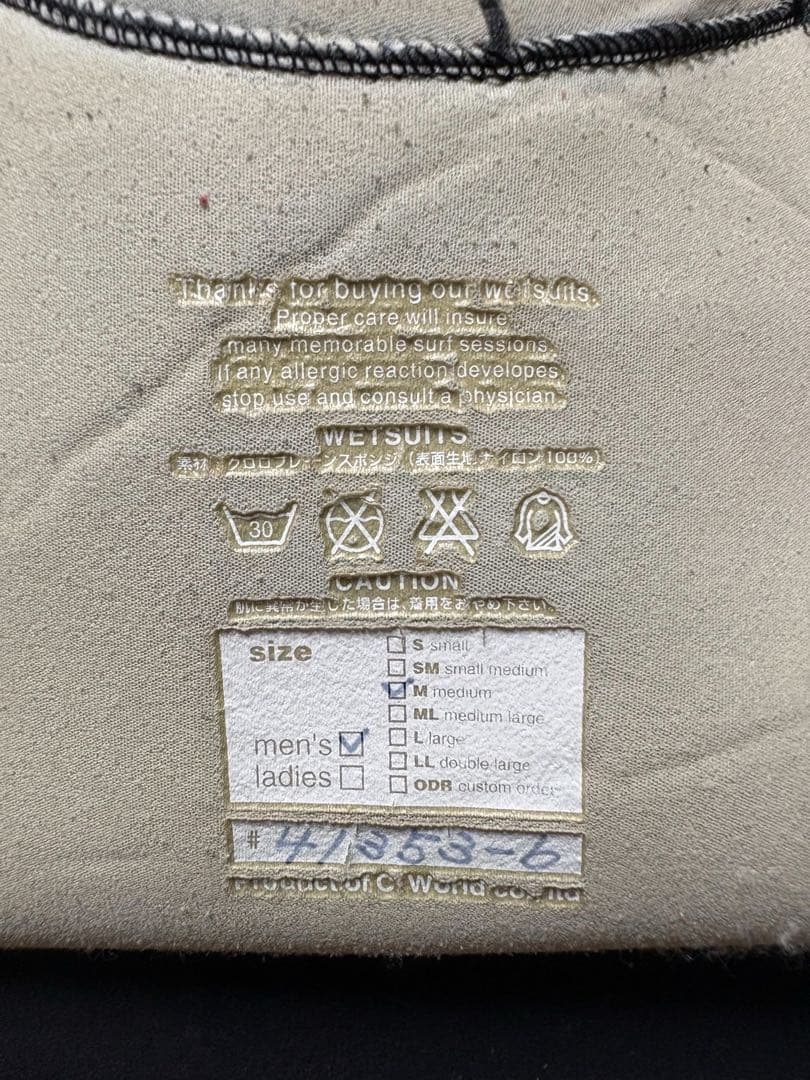 Thanks for buying our wetsuits.
Proper care will insure
many memorable surf sessions.
If any allergic reaction developes,
stop use and consult a physician.
WETSUITS
素材 クロロプレーンスポンジ (表面生地ナイロン100%)
30
CAUTION
肌に異常が生じた場合は、着用をおやめ下さい。
size
S small
SM small medium
M medium
ML medium large
L large
LL double large
ODR custom order
men's
ladies
# 41353-6
Product of C. World co., ltd